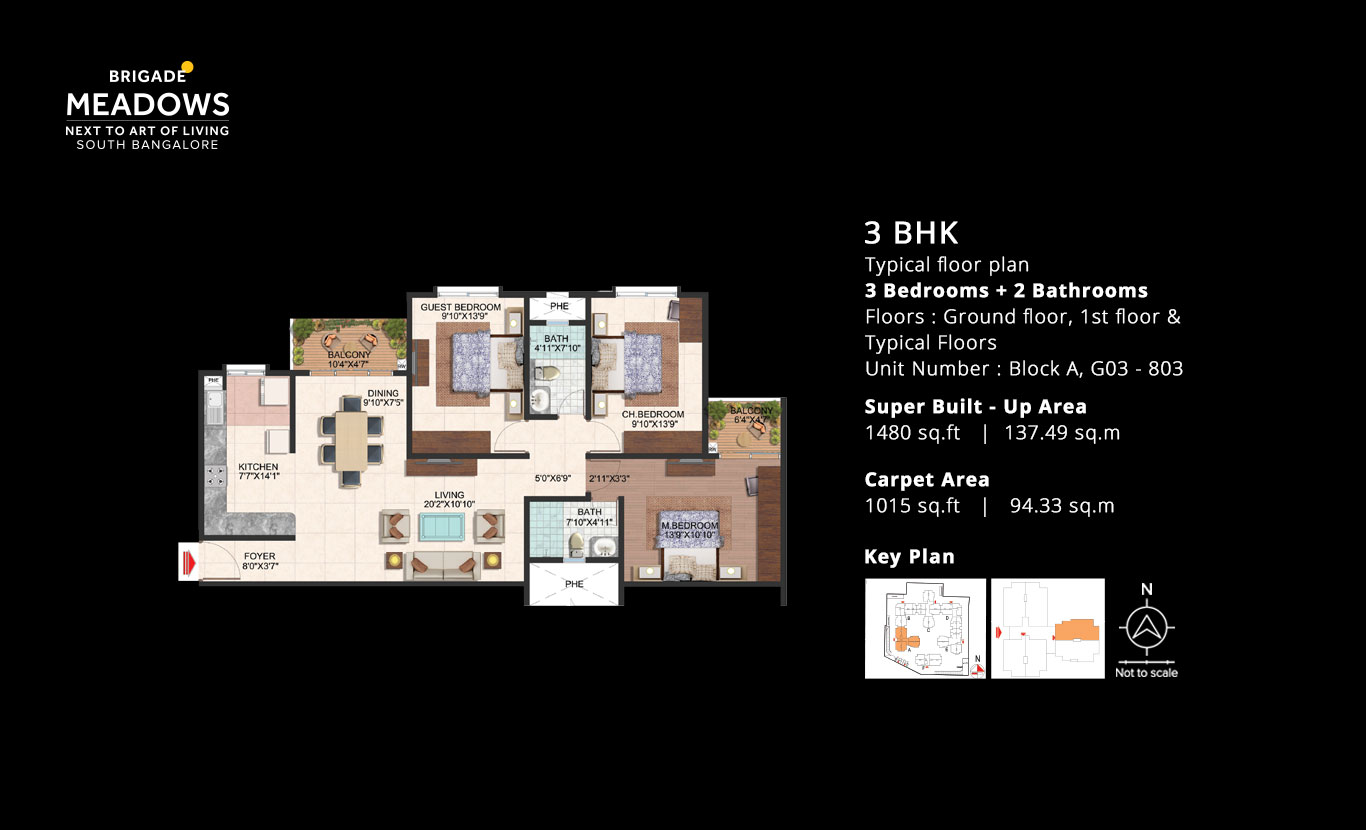 BRIGADE
MEADOWS
NEXT TO ART OF LIVING
SOUTH BANGALORE
3 BHK
Typical floor plan
3 Bedrooms + 2 Bathrooms
Floors : Ground floor, 1st floor &
Typical Floors
Unit Number : Block A, G03 - 803
Super Built - Up Area
1480 sq.ft | 137.49 sq.m
Carpet Area
1015 sq.ft | 94.33 sq.m
Key Plan
GUEST BEDROOM
9'10"X13'9"
PHE
BATH
4'11"X7'10"
CH.BEDROOM
9'10"X13'9"
BALCONY
10'4"X4'7"
BALCONY
6'4"X4'7"
PHE
DINING
9'10"X7'5"
KITCHEN
7'7"X14'1"
LIVING
20'2"X10'10"
5'0"X6'9"
2'11"X3'3"
BATH
7'10"X4'11"
M.BEDROOM
13'9"X10'10"
FOYER
8'0"X3'7"
PHE
B
D
C
A
N
N
Not to scale